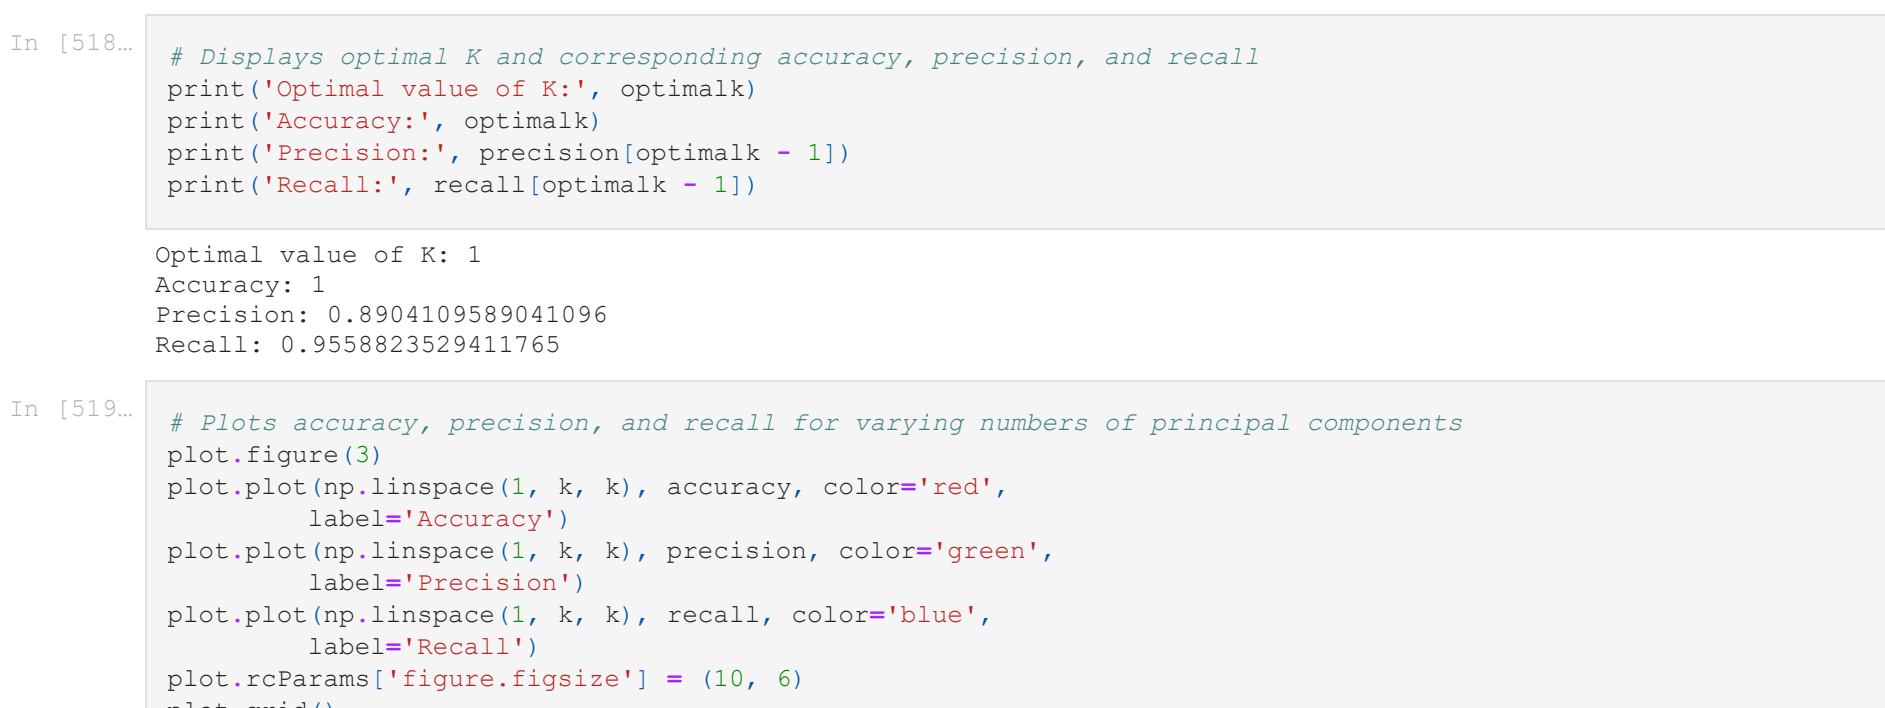 In [518…
# Displays optimal K and corresponding accuracy, precision, and recall
print('Optimal value of K:', optimalk)
print('Accuracy:', optimalk)
print('Precision:', precision[optimalk - 1])
print('Recall:', recall[optimalk - 1])
Optimal value of K: 1
Accuracy: 1
Precision: 0.8904109589041096
Recall: 0.9558823529411765
In [519…
# Plots accuracy, precision, and recall for varying numbers of principal components
plot.figure(3)
plot.plot(np.linspace(1, k, k), accuracy, color='red',
         label='Accuracy')
plot.plot(np.linspace(1, k, k), precision, color='green',
         label='Precision')
plot.plot(np.linspace(1, k, k), recall, color='blue',
         label='Recall')
plot.rcParams['figure.figsize'] = (10, 6)
plot.grid()